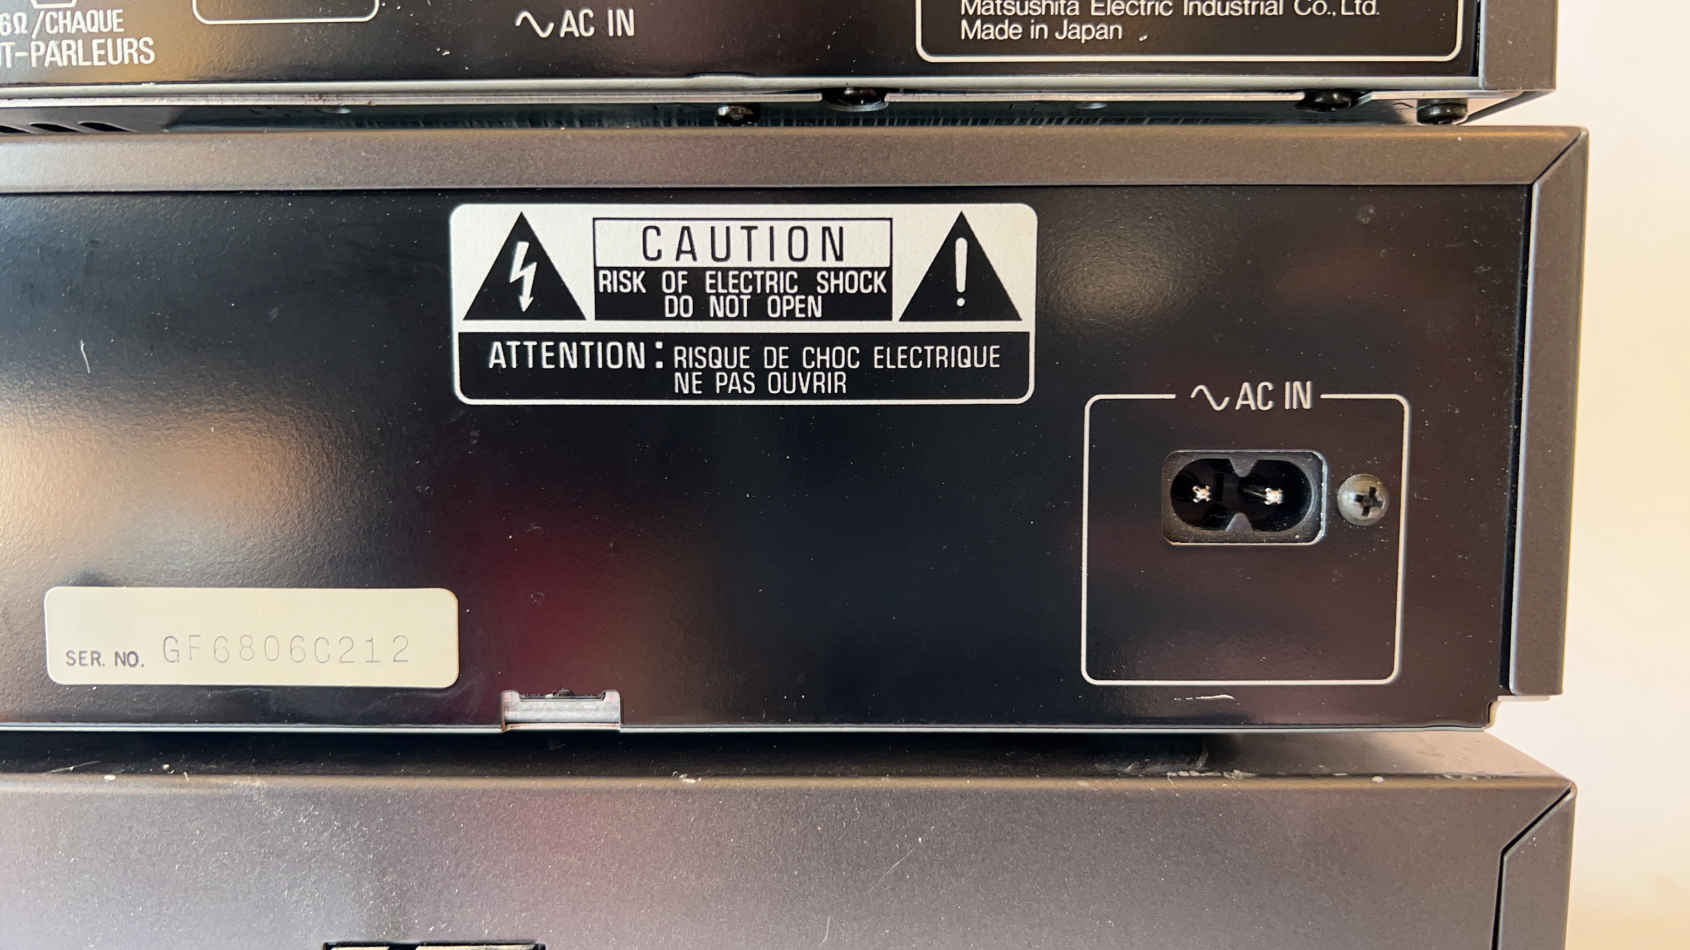 6Ω/CHAQUE
T-PARLEURS
AC IN
Matsushita Electric Industrial Co., Ltd.
Made in Japan
CAUTION
RISK OF ELECTRIC SHOCK
DO NOT OPEN
ATTENTION: RISQUE DE CHOC ELECTRIQUE
NE PAS OUVRIR
AC IN
SER. NO. GF6806C212